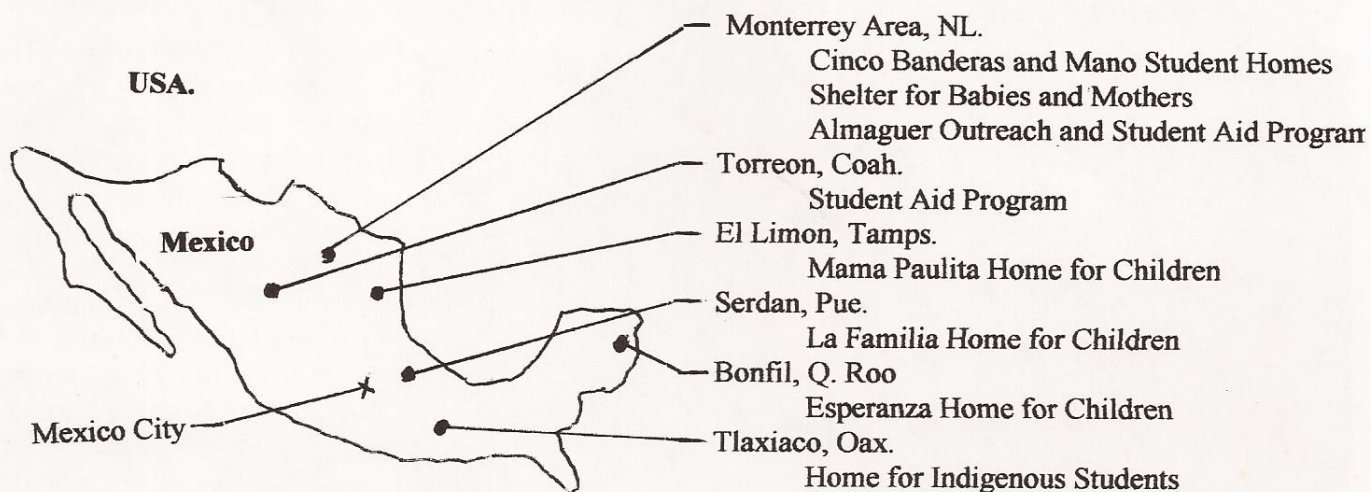 USA.
Mexico
Mexico City
Monterrey Area, NL.
Cinco Banderas and Mano Student Homes
Shelter for Babies and Mothers
Almaguer Outreach and Student Aid Program
Torreon, Coah.
Student Aid Program
El Limon, Tamps.
Mama Paulita Home for Children
Serdan, Pue.
La Familia Home for Children
Bonfil, Q. Roo
Esperanza Home for Children
Tlaxiaco, Oax.
Home for Indigenous Students